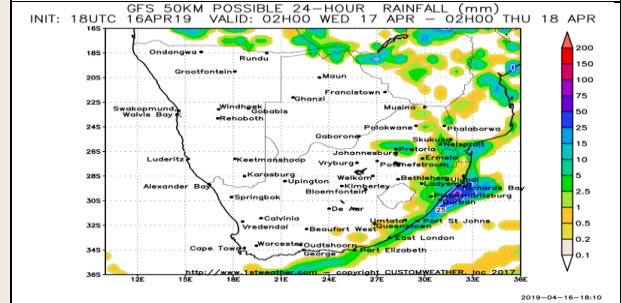 GFS 50KM POSSIBLE 24-HOUR RAINFALL (mm)
INIT: 18UTC 16APR19 VALID: 02H00 WED 17 APR - 02H00 THU 18 APR
16S
18S
20S
22S
24S
26S
28S
30S
32S
34S
36S
12E
15E
18E
21E
24E
27E
30E
33E
36E
Ondangwa
Rundu
Grootfontein
Maun
Francistown
Ghanzi
Musina
Swakopmund
Walvis Bay
Windhoek
Gobabis
Rehoboth
Polokwane
Phalaborwa
Gaborone
Skukuza
Nelspruit
Pretoria
Johannesburg
Ermelo
Luderitz
Keetmanshoop
Vryburg
Potchefstroom
Karasburg
Upington
Welkom
Bethlehem
Ulundi
Ladysmith
Richards Bay
Alexander Bay
Kimberley
Bloemfontein
Pietermaritzburg
Springbok
Durban
De Aar
25
Calvinia
Vredendal
Umtata
Port St Johns
Queenstown
Beaufort West
East London
Cape Town
Worcester
Oudtshoorn
George
Port Elizabeth
http://www.1stweather.com - copyright CUSTOMWEATHER, Inc 2017
200
150
100
75
50
25
15
10
5
2.5
1
0.5
0.2
0.1
2019-04-16-18:10